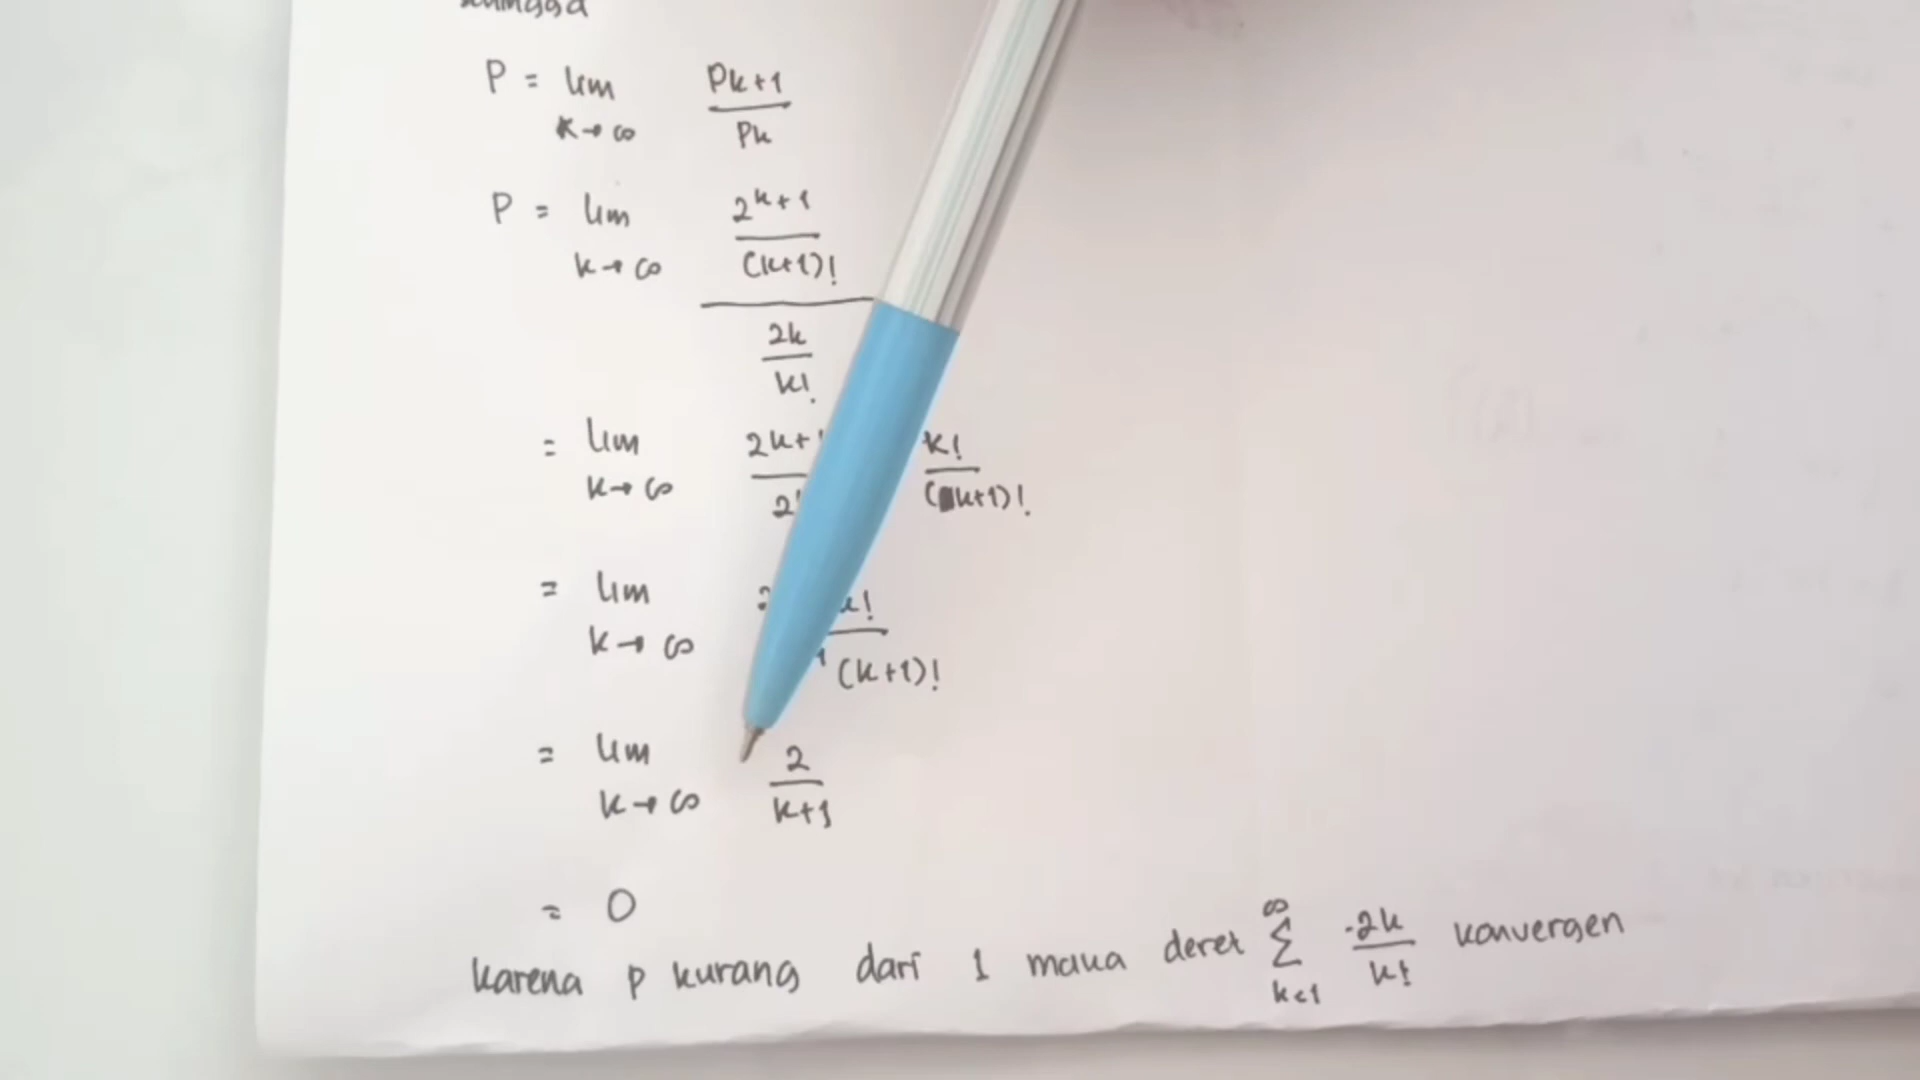 P = lim Pk+1
k→∞ Pk
P = lim 2^k+1
k→∞ (k+1)!
2k
k!
= lim 2k+ k!
k→∞ 2 (k+1)!
= lim !
k→∞ (k+1)!
= lim 2
k→∞ k+1
= 0
karena p kurang dari 1 maka deret ∞ Σ k=1 2k / k! konvergen